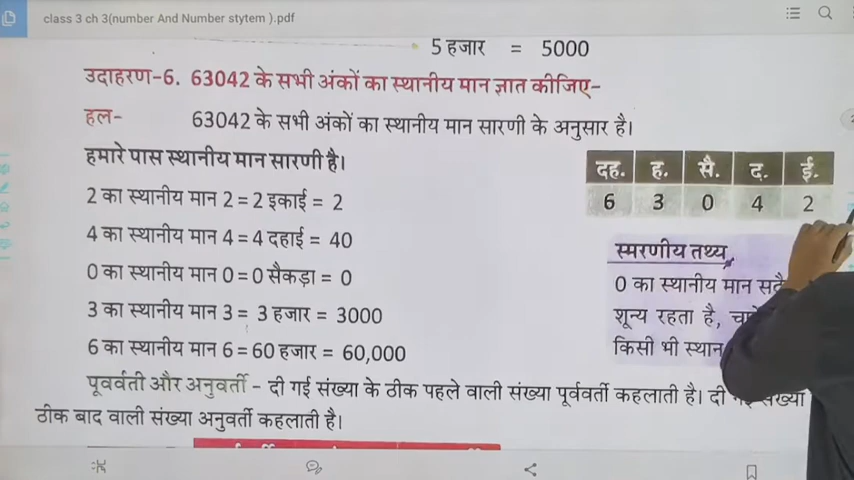 class 3 ch 3(number And Number stytem ).pdf
5 हजार = 5000
उदाहरण-6. 63042 के सभी अंकों का स्थानीय मान ज्ञात कीजिए-
हल- 63042 के सभी अंकों का स्थानीय मान सारणी के अनुसार है।
हमारे पास स्थानीय मान सारणी है।
दह. ह. सै. द. ई.
6 3 0 4 2
2 का स्थानीय मान 2 = 2 इकाई = 2
4 का स्थानीय मान 4 = 4 दहाई = 40
0 का स्थानीय मान 0 = 0 सैकड़ा = 0
3 का स्थानीय मान 3 = 3 हजार = 3000
6 का स्थानीय मान 6 = 60 हजार = 60,000
स्मरणीय तथ्य
0 का स्थानीय मान
शून्य रहता है,
किसी भी स्थान
पूवर्वती और अनुवर्ती - दी गई संख्या के ठीक पहले वाली संख्या पूर्ववर्ती कहलाती है। दी गई संख्या
ठीक बाद वाली संख्या अनुवर्ती कहलाती है।